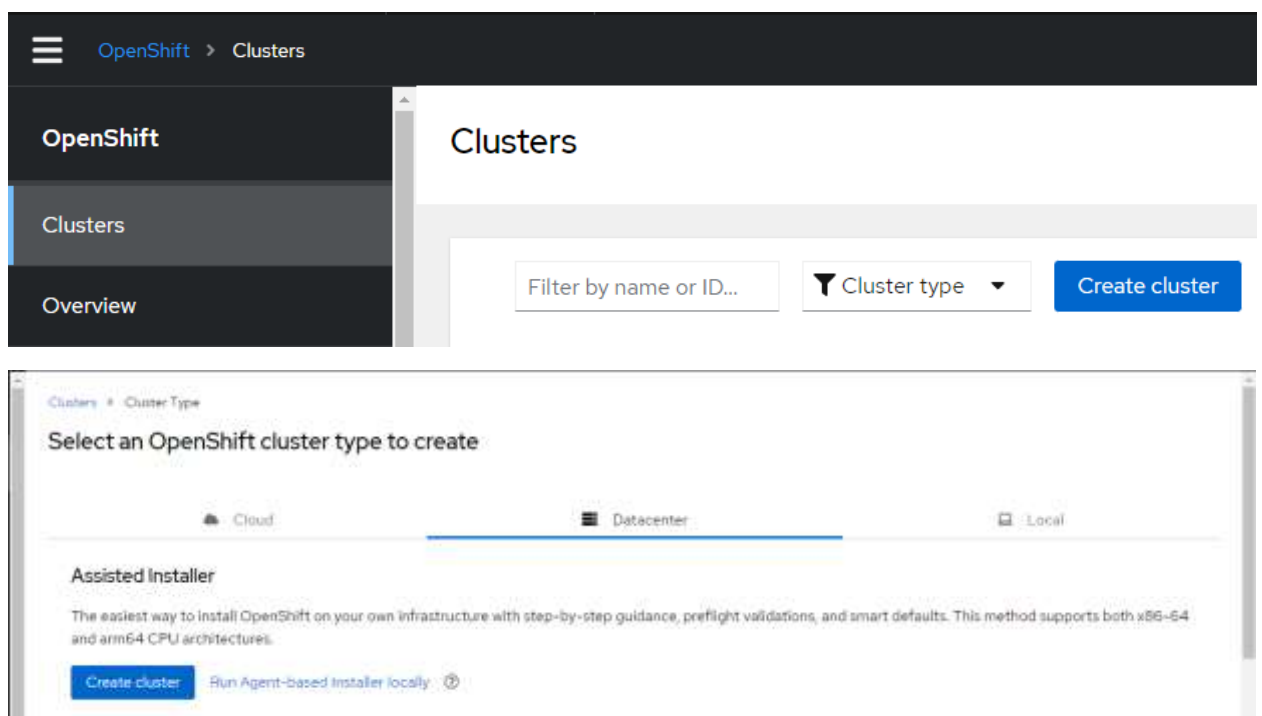 OpenShift > Clusters
OpenShift
Clusters
Clusters
Overview
Filter by name or ID...
Cluster type
Create cluster
Clusters > Cluster Type
Select an OpenShift cluster type to create
Cloud
Datacenter
Local
Assisted Installer
The easiest way to install OpenShift on your own infrastructure with step-by-step guidance, preflight validations, and smart defaults. This method supports both x86-64
and arm64 CPU architectures.
Create cluster
Run Agent-based Installer locally